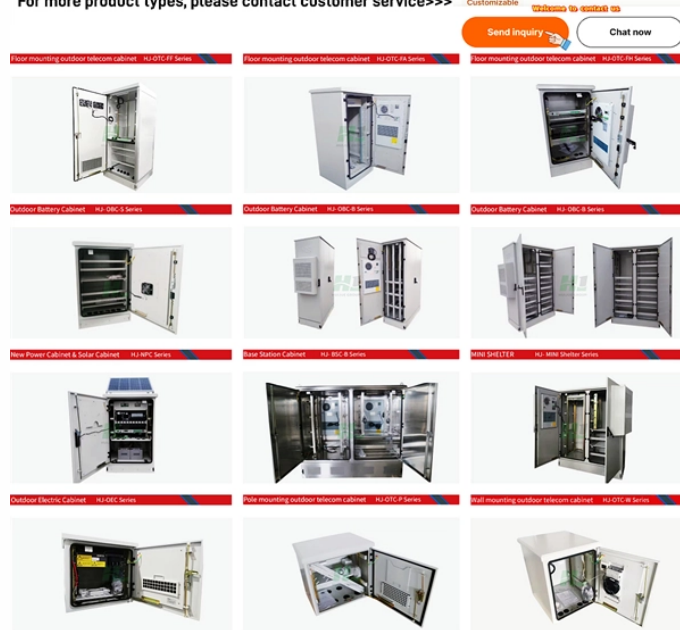 For more product types, please contact customer service>>>
Customizable
Welcome to contact us
Send inquiry
Chat now
Floor mounting outdoor telecom cabinet HJ-OTC-FF Series
Floor mounting outdoor telecom cabinet HJ-OTC-FA Series
Floor mounting outdoor telecom cabinet HJ-OTC-FH Series
Outdoor Battery Cabinet HJ- OBC-S Series
Outdoor Battery Cabinet HJ- OBC-B Series
Outdoor Battery Cabinet HJ- OBC-B Series
New Power Cabinet & Solar Cabinet HJ-NPC Series
Base Station Cabinet HJ- BSC-B Series
MINI SHELTER HJ- MINI Shelter Series
Outdoor Electric Cabinet HJ-OEC Series
Pole mounting outdoor telecom cabinet HJ-OTC-P Series
Wall mounting outdoor telecom cabinet HJ-OTC-W Series